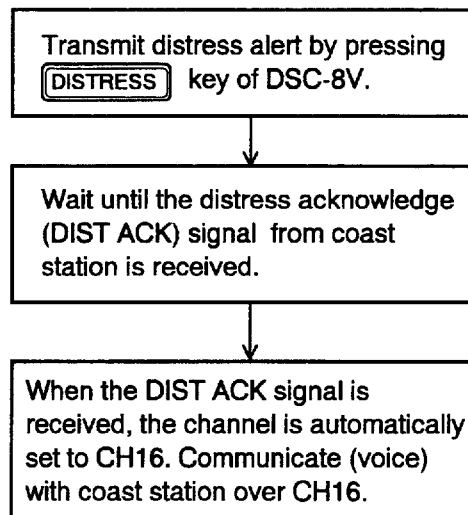 Transmit distress alert by pressing
DISTRESS key of DSC-8V.
Wait until the distress acknowledge
(DIST ACK) signal from coast
station is received.
When the DIST ACK signal is
received, the channel is automatically
set to CH16. Communicate (voice)
with coast station over CH16.